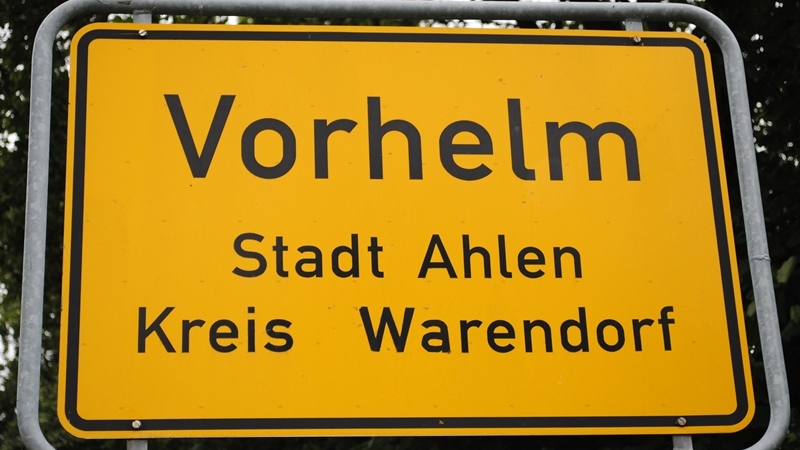 Vorhelm
Stadt Ahlen
Kreis Warendorf